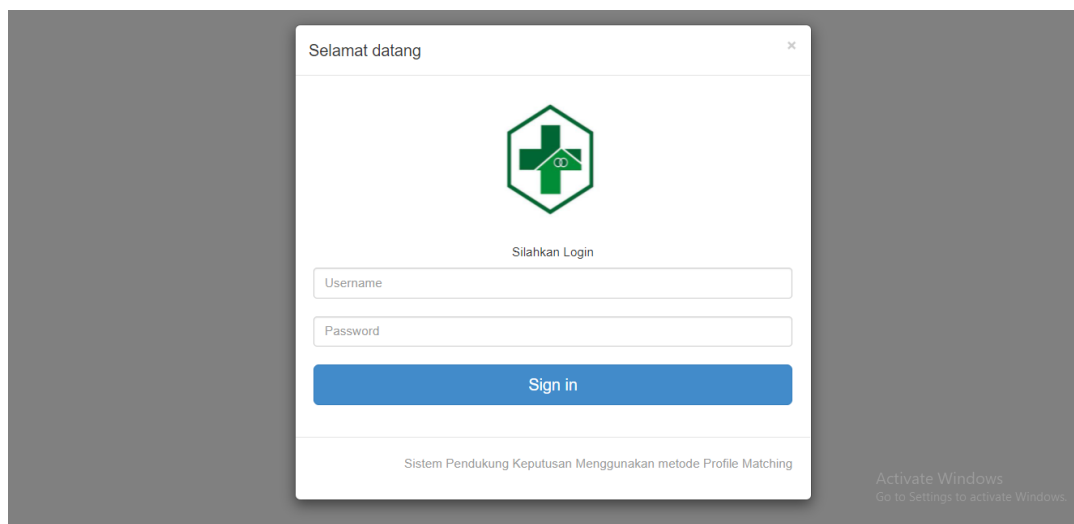 Selamat datang
×
Silahkan Login
Username
Password
Sign in
Sistem Pendukung Keputusan Menggunakan metode Profile Matching
Activate Windows
Go to Settings to activate Windows.